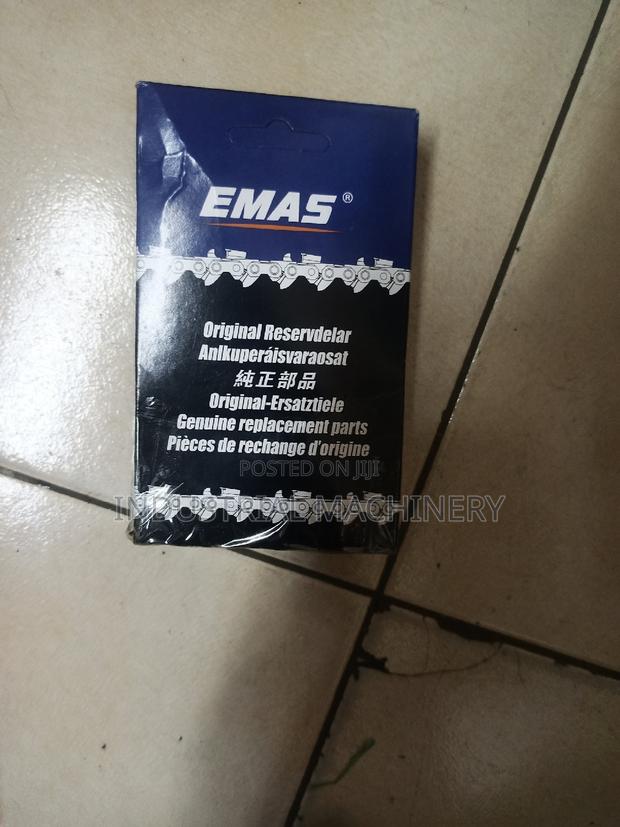 EMAS ®
Original Reservdelar
Anlkuperáisvaraosat
純正部品
Original-Ersatztiele
Genuine replacement parts
Pièces de rechange d'origine
POSTED ON JIJI
INDUSTRIAL MACHINERY